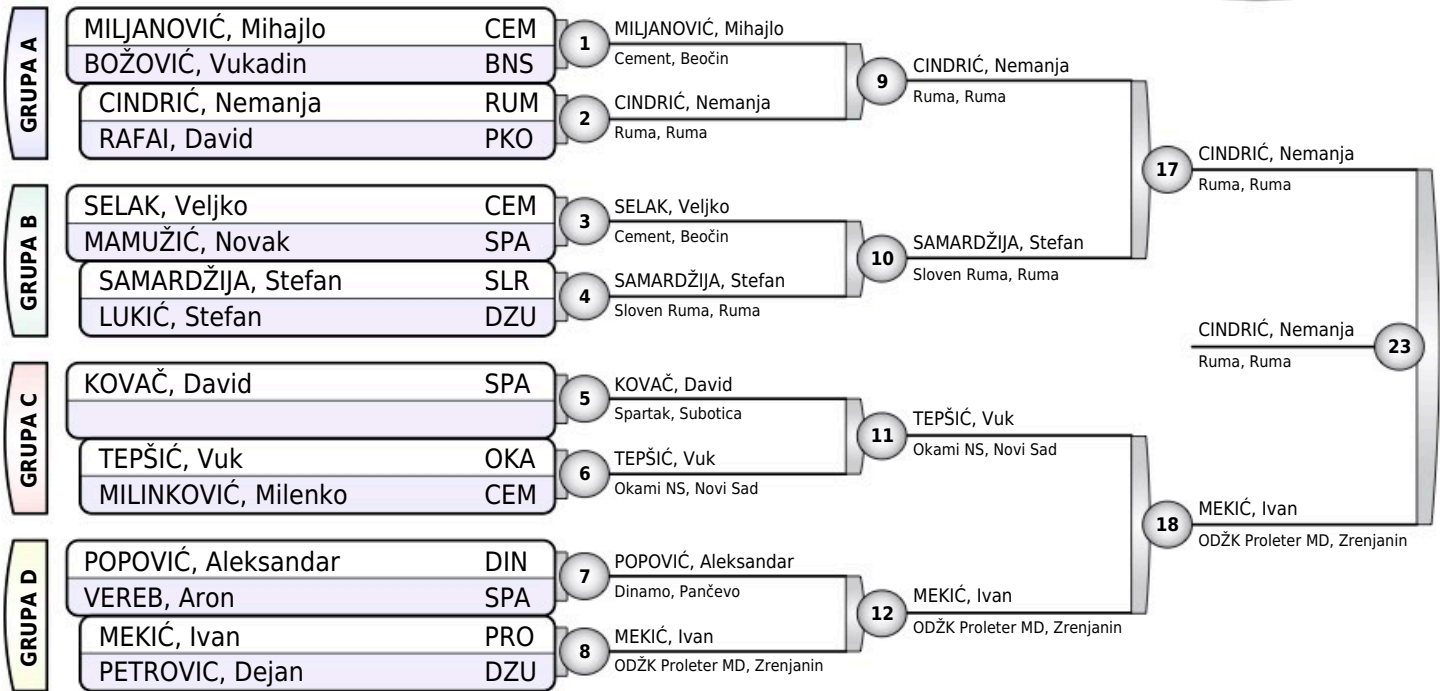 GRUPA A
MILJANOVIĆ, Mihajlo CEM
BOŽOVIĆ, Vukadin BNS
CINDRIĆ, Nemanja RUM
RAFAI, David PKO
GRUPA B
SELAK, Veljko CEM
MAMUŽIĆ, Novak SPA
SAMARDŽIJA, Stefan SLR
LUKIĆ, Stefan DZU
GRUPA C
KOVAČ, David SPA
TEPŠIĆ, Vuk OKA
MILINKOVIĆ, Milenko CEM
GRUPA D
POPOVIĆ, Aleksandar DIN
VEREB, Aron SPA
MEKIĆ, Ivan PRO
PETROVIC, Dejan DZU
1
MILJANOVIĆ, Mihajlo
Cement, Beočin
2
CINDRIĆ, Nemanja
Ruma, Ruma
3
SELAK, Veljko
Cement, Beočin
4
SAMARDŽIJA, Stefan
Sloven Ruma, Ruma
5
KOVAČ, David
Spartak, Subotica
6
TEPŠIĆ, Vuk
Okami NS, Novi Sad
7
POPOVIĆ, Aleksandar
Dinamo, Pančevo
8
MEKIĆ, Ivan
ODŽK Proleter MD, Zrenjanin
9
CINDRIĆ, Nemanja
Ruma, Ruma
10
SAMARDŽIJA, Stefan
Sloven Ruma, Ruma
11
TEPŠIĆ, Vuk
Okami NS, Novi Sad
12
MEKIĆ, Ivan
ODŽK Proleter MD, Zrenjanin
17
CINDRIĆ, Nemanja
Ruma, Ruma
18
MEKIĆ, Ivan
ODŽK Proleter MD, Zrenjanin
CINDRIĆ, Nemanja
Ruma, Ruma
23